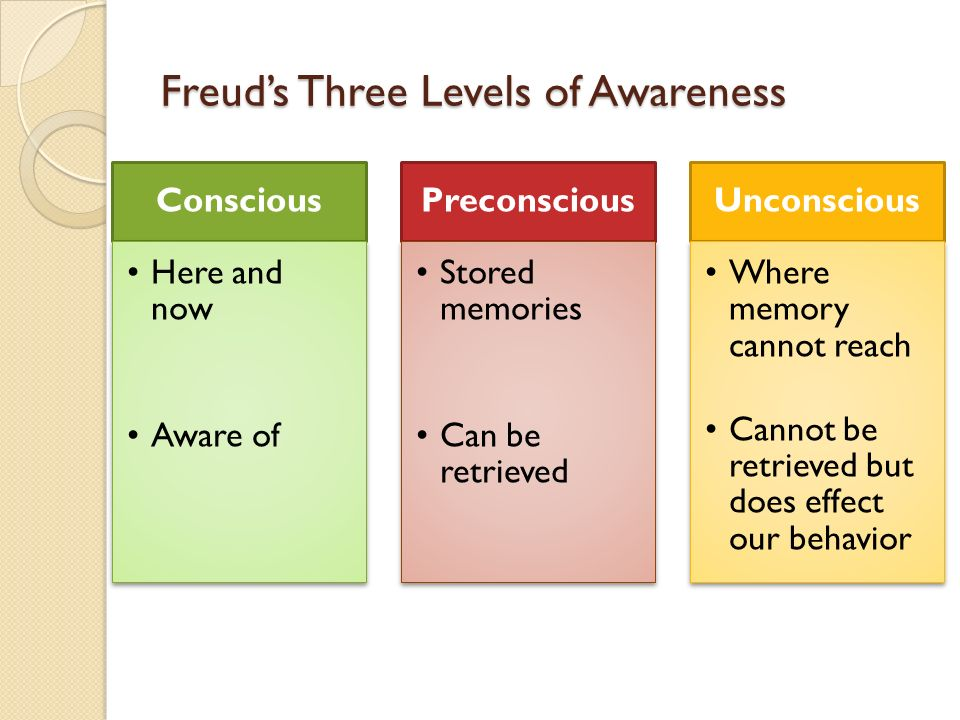 Freud's Three Levels of Awareness
Conscious
• Here and
now
• Aware of
Preconscious
• Stored
memories
• Can be
retrieved
Unconscious
• Where
memory
cannot reach
• Cannot be
retrieved but
does effect
our behavior